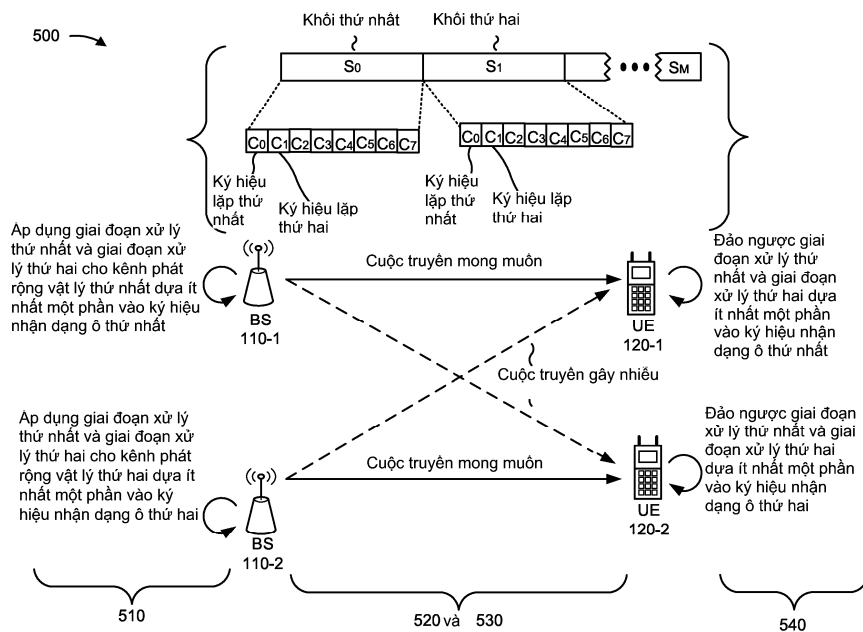 500
Khối thứ nhất
Khối thứ hai
S0
S1
SM
C0 C1 C2 C3 C4 C5 C6 C7
C0 C1 C2 C3 C4 C5 C6 C7
Ký hiệu
lặp thứ
nhất
Ký hiệu lặp
thứ hai
Ký hiệu
lặp thứ
nhất
Ký hiệu lặp
thứ hai
Áp dụng giai đoạn xử lý
thứ nhất và giai đoạn xử
lý thứ hai cho kênh phát
rộng vật lý thứ nhất dựa ít
nhất một phần vào ký hiệu
nhận dạng ô thứ nhất
BS
110-1
Cuộc truyền mong muốn
UE
120-1
Đảo ngược giai
đoạn xử lý thứ
nhất và giai đoạn
xử lý thứ hai dựa
ít nhất một phần
vào ký hiệu nhận
dạng ô thứ nhất
Cuộc truyền gây nhiễu
Áp dụng giai đoạn xử lý
thứ nhất và giai đoạn xử
lý thứ hai cho kênh phát
rộng vật lý thứ hai dựa ít
nhất một phần vào ký
hiệu nhận dạng ô thứ hai
BS
110-2
Cuộc truyền mong muốn
UE
120-2
Đảo ngược giai đoạn
xử lý thứ nhất và giai
đoạn xử lý thứ hai
dựa ít nhất một phần
vào ký hiệu nhận
dạng ô thứ hai
510
520 và 530
540